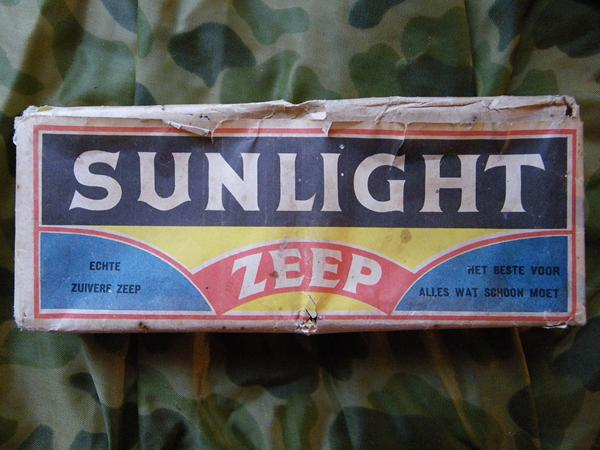 SUNLIGHT
ZEEP
ECHTE
ZUIVERE ZEEP
HET BESTE VOOR
ALLES WAT SCHOON MOET